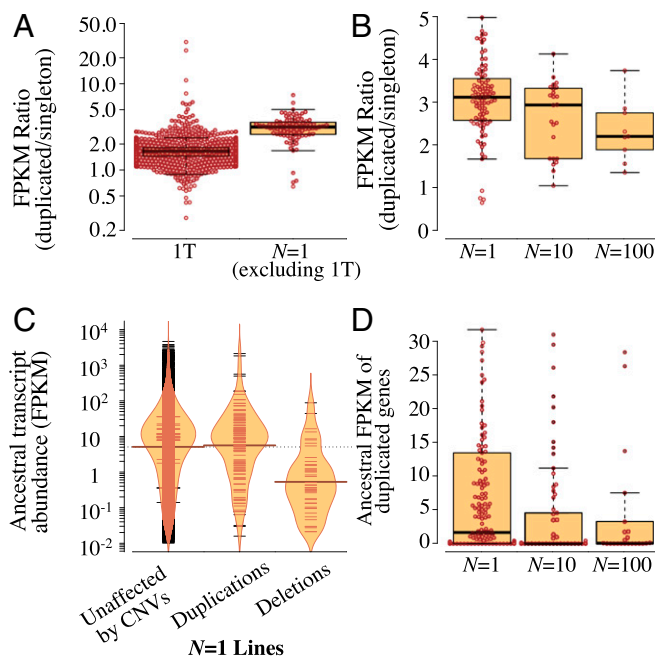 A
FPKM Ratio
(duplicated/singleton)
50.0
20.0
10.0
5.0
2.0
1.0
0.5
0.2
1T
N=1
(excluding 1T)
B
FPKM Ratio
(duplicated/singleton)
5
4
3
2
1
0
N=1
N=10
N=100
C
Ancestral transcript
abundance (FPKM)
10^4
10^3
10^2
10
1
10^-1
10^-2
Unaffected
by CNVs
Duplications
Deletions
N=1 Lines
D
Ancestral FPKM of
duplicated genes
30
25
20
15
10
5
0
N=1
N=10
N=100